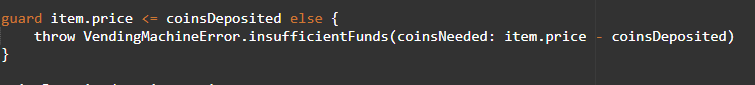 guard item.price <= coinsDeposited else {
    throw VendingMachineError.insufficientFunds(coinsNeeded: item.price - coinsDeposited)
}